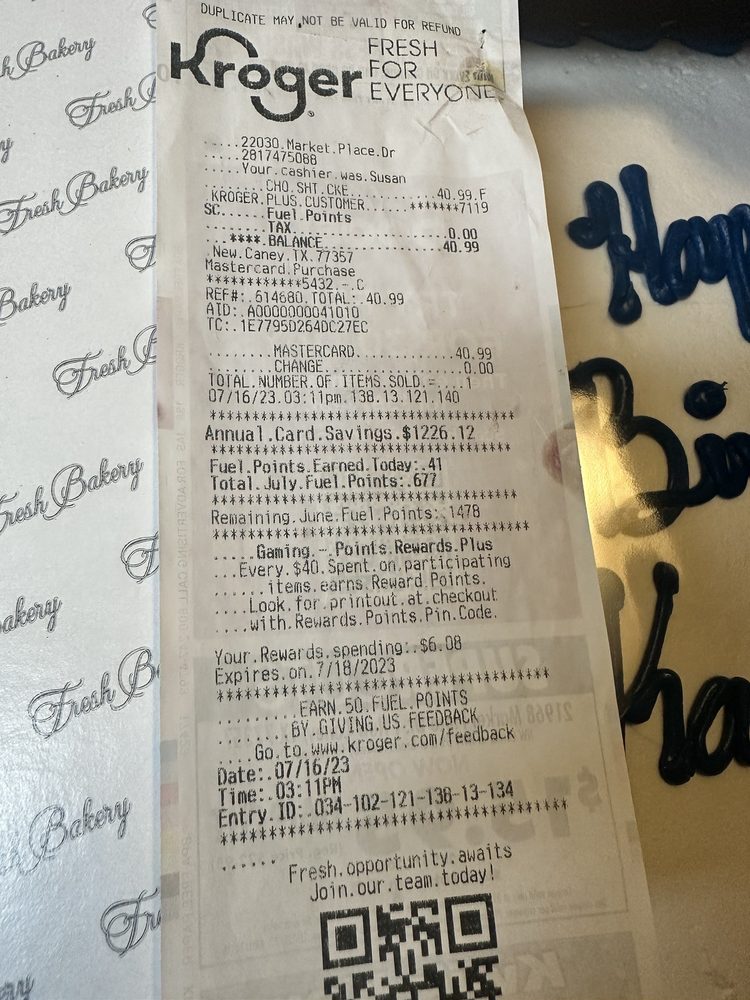 DUPLICATE MAY NOT BE VALID FOR REFUND
Kroger
FRESH
FOR
EVERYONE
.....22030.Market.Place.Dr
.....2817475088
.....Your.cashier.was.Susan
........CHO.SHT.CKE..........40.99.F
KROGER.PLUS.CUSTOMER......*******7119
SC......Fuel.Points
........TAX....................0.00
...****.BALANCE...............40.99
.New.Caney.TX.77357
Mastercard.Purchase
************5432.-.C
REF#:.614680.TOTAL:.40.99
AID:.A0000000041010
TC:.1E7795D264DC27EC
........MASTERCARD............40.99
........CHANGE.................0.00
TOTAL.NUMBER.OF.ITEMS.SOLD.=....1
07/16/23.03:11pm.138.13.121.140
**********************************
Annual.Card.Savings.$1226.12
**********************************
Fuel.Points.Earned.Today:.41
Total.July.Fuel.Points:.677
**********************************
Remaining.June.Fuel.Points:.1478
**********************************
.....Gaming.-.Points.Rewards.Plus
...Every.$40.Spent.on.participating
......items.earns.Reward.Points.
....Look.for.printout.at.checkout
....with.Rewards.Points.Pin.Code.
Your.Rewards.spending:.$6.08
Expires.on.7/18/2023
**********************************
.........EARN.50.FUEL.POINTS
........BY.GIVING.US.FEEDBACK
....Go.to.www.kroger.com/feedback
Date:.07/16/23
Time:.03:11PM
Entry.ID:.034-102-121-138-13-134
**********************************
......Fresh.opportunity.awaits
Join.our.team.today!
Fresh Bakery
Fresh Bakery
Fresh Bakery
Fresh Bakery
Fresh Bakery